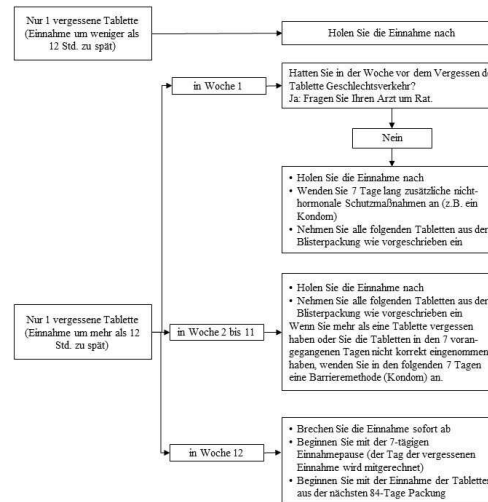 Nur 1 vergessene Tablette
(Einnahme um weniger als
12 Std. zu spät)
Holen Sie die Einnahme nach
in Woche 1
Hatten Sie in der Woche vor dem Vergessen de
Tablette Geschlechtsverkehr?
Ja: Fragen Sie Ihren Arzt um Rat.
Nein
• Holen Sie die Einnahme nach
• Wenden Sie 7 Tage lang zusätzliche nicht-
hormonale Schutzmaßnahmen an (z.B. ein
Kondom)
• Nehmen Sie alle folgenden Tabletten aus der
Blisterpackung wie vorgeschrieben ein
Nur 1 vergessene Tablette
(Einnahme um mehr als 12
Std. zu spät)
in Woche 2 bis 11
• Holen Sie die Einnahme nach
• Nehmen Sie alle folgenden Tabletten aus der
Blisterpackung wie vorgeschrieben ein
Wenn Sie mehr als eine Tablette vergessen
haben oder Sie die Tabletten in den 7 voran-
gegangenen Tagen nicht korrekt eingenommen
haben, wenden Sie in den folgenden 7 Tagen
eine Barrieremethode (Kondom) an.
in Woche 12
• Brechen Sie die Einnahme sofort ab
• Beginnen Sie mit der 7-tägigen
Einnahmepause (der Tag der vergessenen
Einnahme wird mitgerechnet)
• Beginnen Sie mit der Einnahme der Tabletten
aus der nächsten 84-Tage Packung